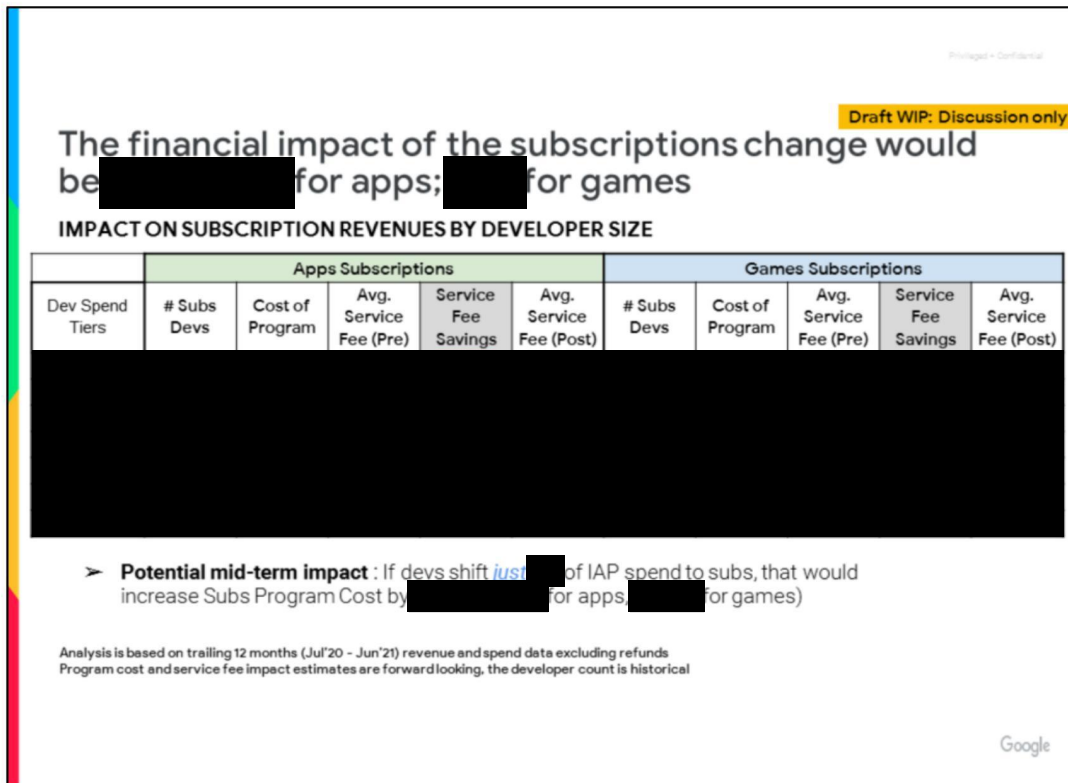 Privileged + Confidential
Draft WIP: Discussion only
The financial impact of the subscriptions change would
be for apps; for games
IMPACT ON SUBSCRIPTION REVENUES BY DEVELOPER SIZE
Apps Subscriptions Games Subscriptions
Dev Spend Tiers # Subs Devs Cost of Program Avg. Service Fee (Pre) Service Fee Savings Avg. Service Fee (Post) # Subs Devs Cost of Program Avg. Service Fee (Pre) Service Fee Savings Avg. Service Fee (Post)
➢ Potential mid-term impact : If devs shift just of IAP spend to subs, that would
increase Subs Program Cost by for apps, for games)
Analysis is based on trailing 12 months (Jul'20 - Jun'21) revenue and spend data excluding refunds
Program cost and service fee impact estimates are forward looking, the developer count is historical
Google